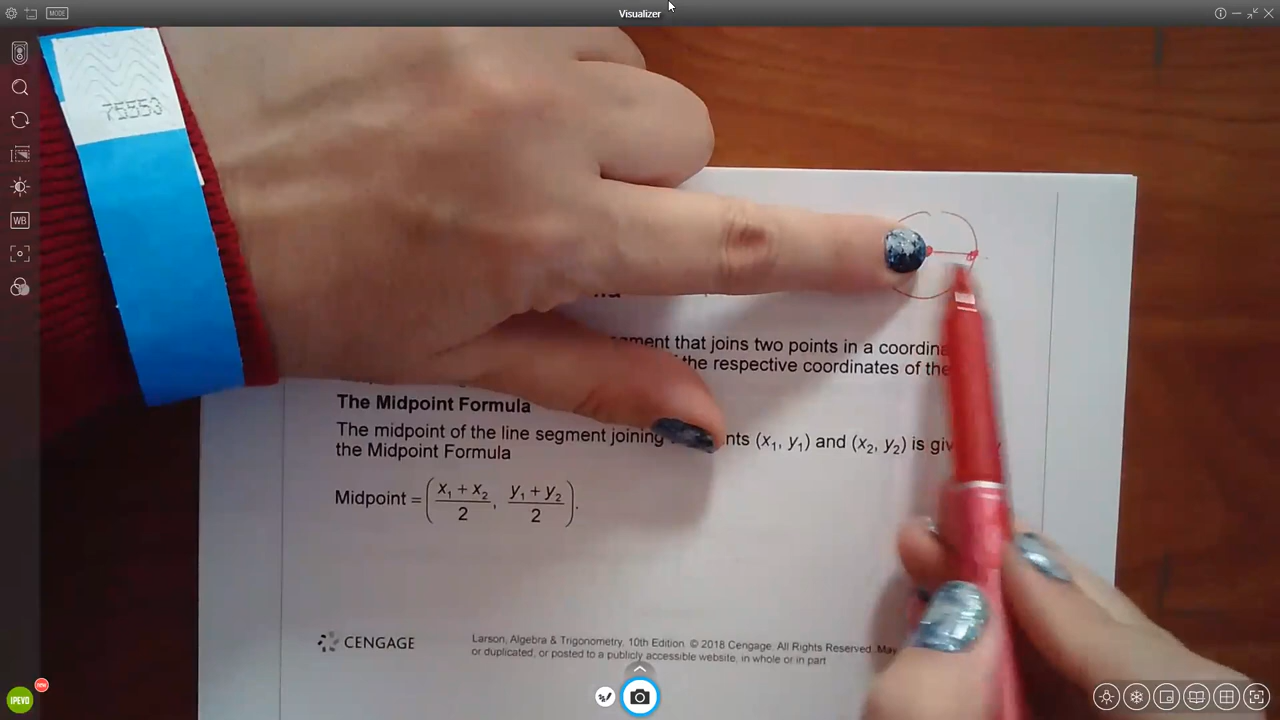 MODE
Visualizer
75553
WB
gment that joins two points in a coordina
the respective coordinates of the
The Midpoint Formula
The midpoint of the line segment joining nts (x₁, y₁) and (x₂, y₂) is giv
the Midpoint Formula
Midpoint = ( x₁ + x₂ / 2 , y₁ + y₂ / 2 ).
CENGAGE
Larson, Algebra & Trigonometry, 10th Edition. © 2018 Cengage. All Rights Reserved. May
or duplicated, or posted to a publicly accessible website, in whole or in part
IPEVO
new